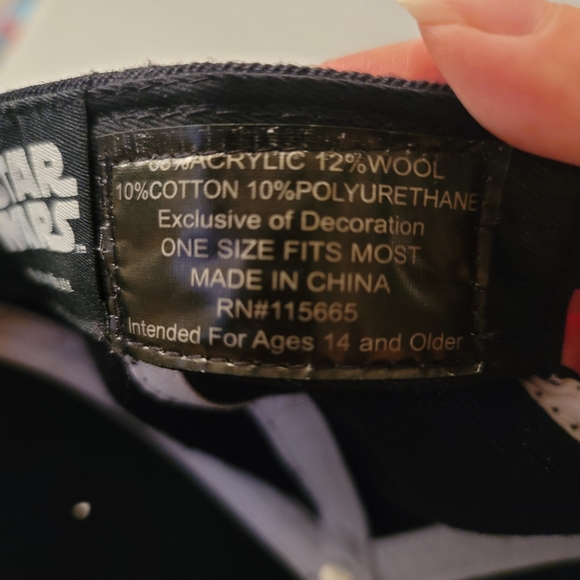 STAR
WARS
ACRYLIC 12%WOOL
10%COTTON 10%POLYURETHANE
Exclusive of Decoration
ONE SIZE FITS MOST
MADE IN CHINA
RN#115665
Intended For Ages 14 and Older